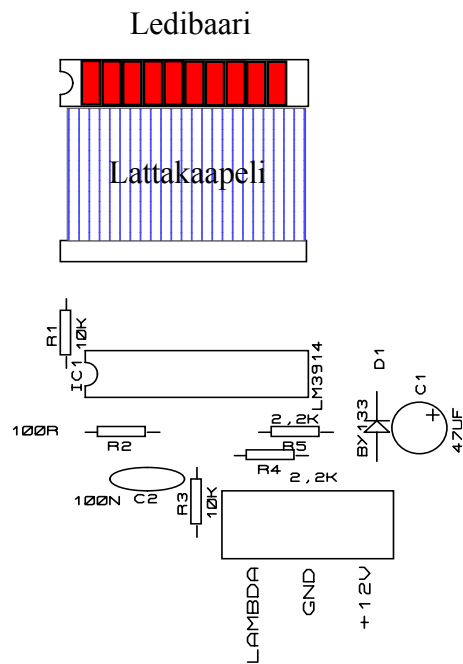 Ledibaari
Lattakaapeli
R1
10K
IC1
LM3914
D1
C1
100R
R2
2,2K
R5
BY133
47UF
R4
2,2K
100N
C2
R3
10K
LAMBDA
GND
+12V